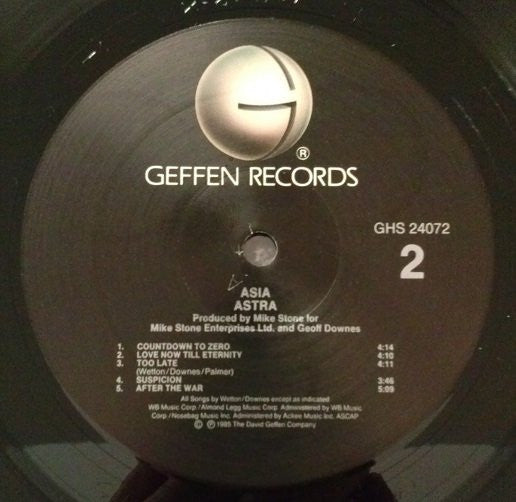 G
®
GEFFEN RECORDS
GHS 24072
2
ASIA
ASTRA
Produced by Mike Stone for
Mike Stone Enterprises Ltd. and Geoff Downes
1. COUNTDOWN TO ZERO 4:14
2. LOVE NOW TILL ETERNITY 4:10
3. TOO LATE 4:11
(Wetton/Downes/Palmer)
4. SUSPICION 3:46
5. AFTER THE WAR 5:09
All Songs by Wetton/Downes except as indicated
WB Music Corp./Almond Legg Music Corp. Administered by WB Music
Corp./Nosebag Music Inc. Administered by Ackee Music Inc. ASCAP
© ℗ 1985 The David Geffen Company